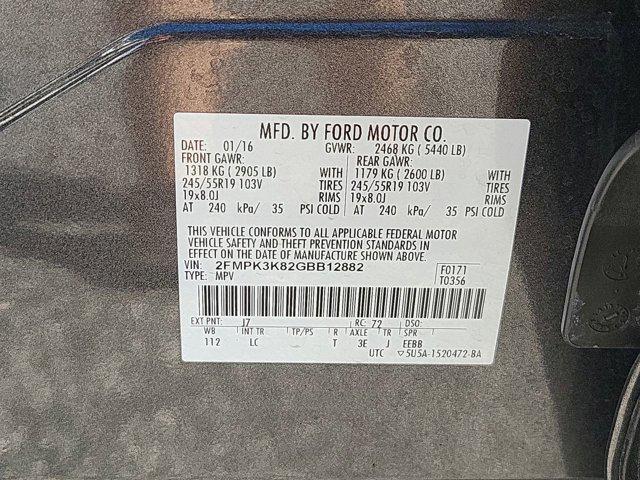 MFD. BY FORD MOTOR CO.
DATE: 01/16 GVWR: 2468 KG ( 5440 LB)
FRONT GAWR: REAR GAWR:
1318 KG ( 2905 LB) WITH 1179 KG ( 2600 LB) WITH
245/55R19 103V TIRES 245/55R19 103V TIRES
19x8.0J RIMS 19x8.0J RIMS
AT 240 kPa/ 35 PSI COLD AT 240 kPa/ 35 PSI COLD
THIS VEHICLE CONFORMS TO ALL APPLICABLE FEDERAL MOTOR
VEHICLE SAFETY AND THEFT PREVENTION STANDARDS IN
EFFECT ON THE DATE OF MANUFACTURE SHOWN ABOVE.
VIN: 2FMPK3K82GBB12882 F0171
TYPE: MPV T0356
EXT PNT: J7 RC: 72 DSO:
WB INT TR TP/PS R AXLE TR SPR
112 LC T 3E J EEBB
UTC ▽5U5A-1520472-BA